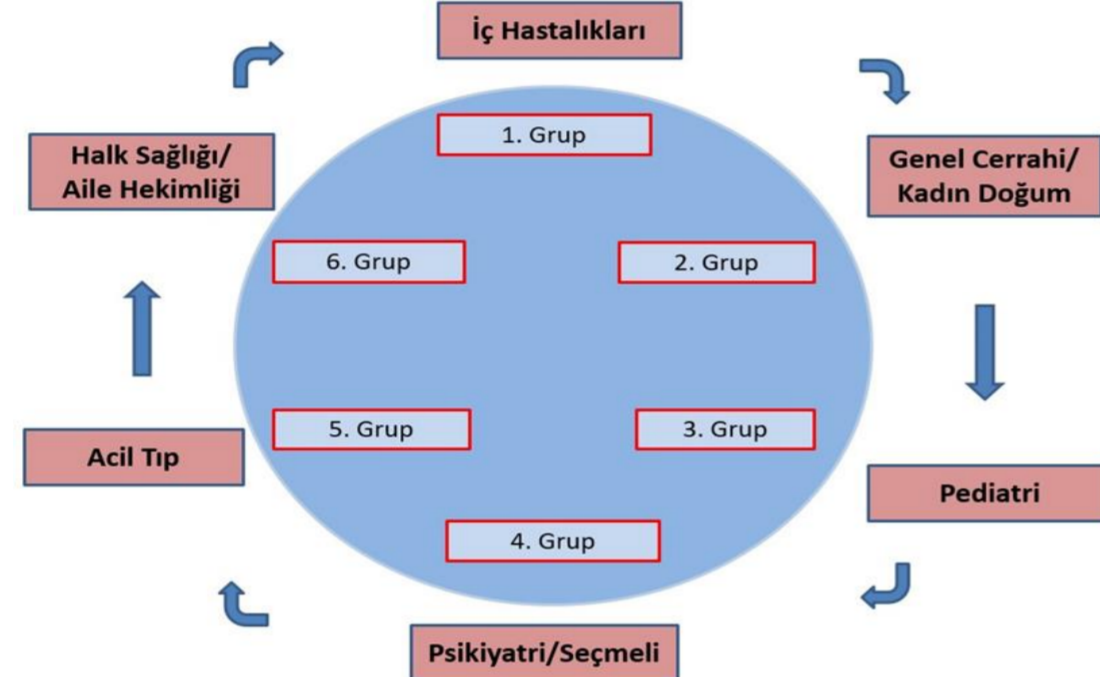 İç Hastalıkları
1. Grup
Halk Sağlığı/
Aile Hekimliği
Genel Cerrahi/
Kadın Doğum
6. Grup
2. Grup
5. Grup
3. Grup
Acil Tıp
Pediatri
4. Grup
Psikiyatri/Seçmeli